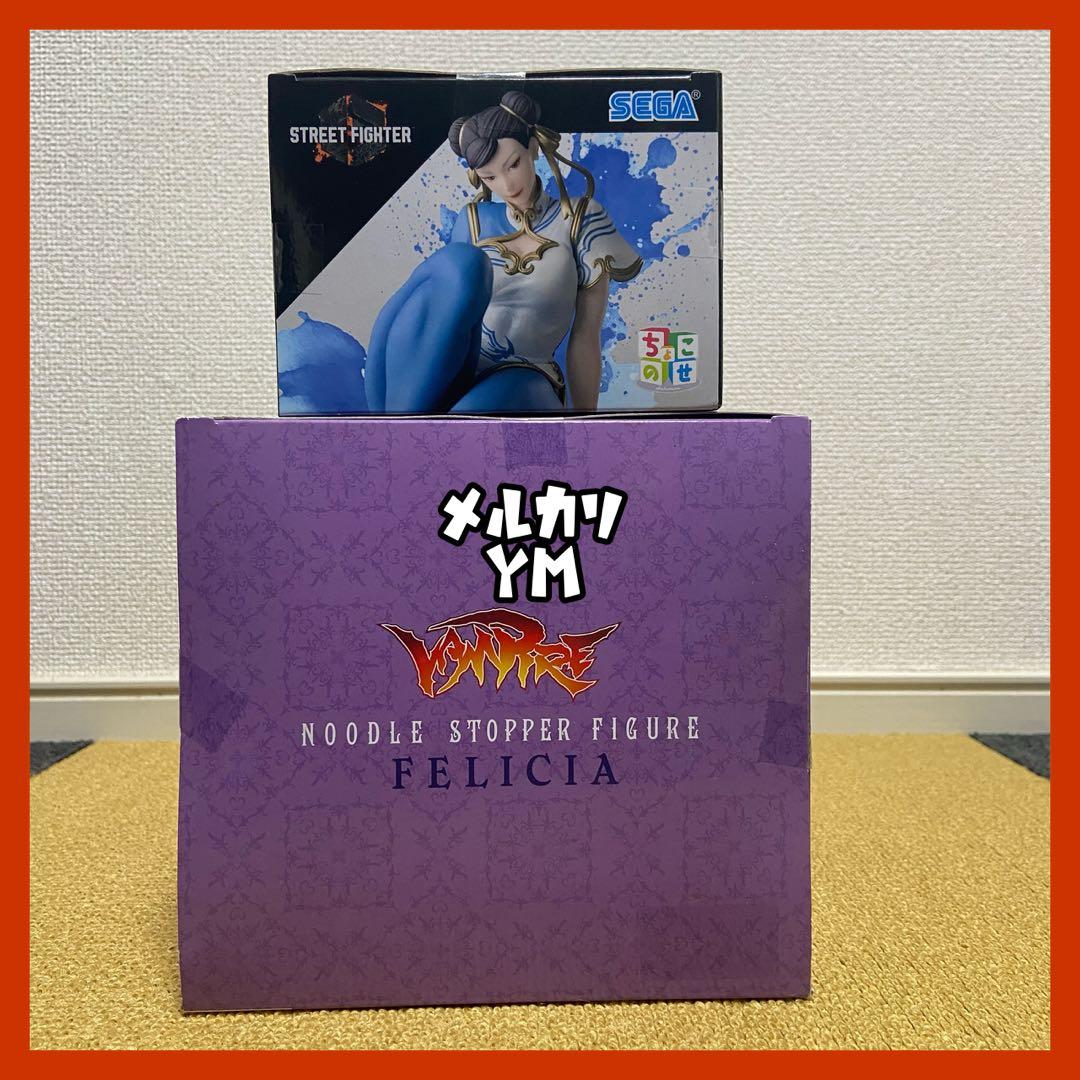 STREET FIGHTER
SEGA®
ちょこ
のせ
メルカリ
YM
VAMPIRE
NOODLE STOPPER FIGURE
FELICIA